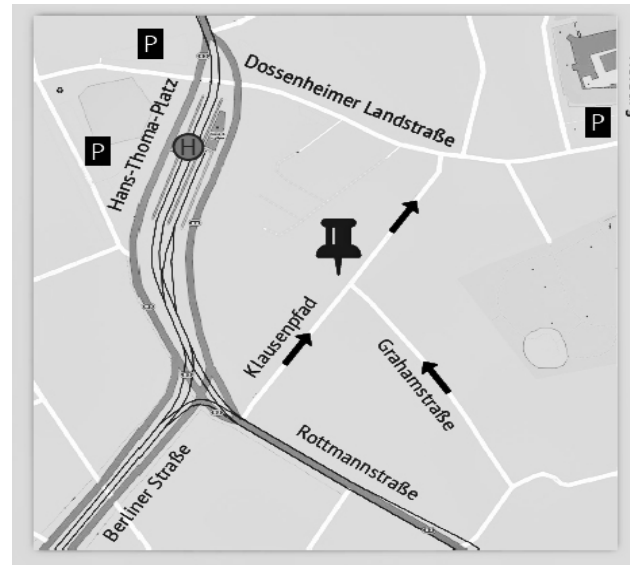 P
Dossenheimer Landstraße
P
Hans-Thoma-Platz
H
P
Klausenpfad
Grahamstraße
Rottmannstraße
Berliner Straße